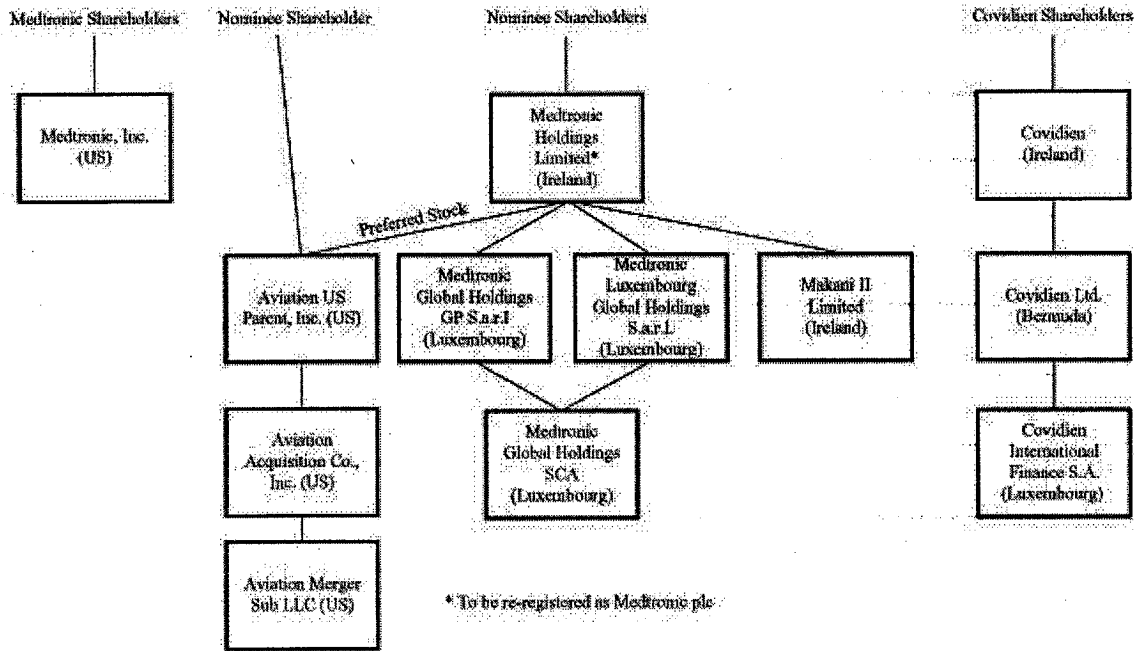 Medtronic Shareholders
Nominee Shareholder
Nominee Shareholders
Covidien Shareholders
Medtronic, Inc.
(US)
Medtronic
Holdings
Limited*
(Ireland)
Covidien
(Ireland)
Preferred Stock
Aviation US
Parent, Inc. (US)
Medtronic
Global Holdings
GP S.a.r.l
(Luxembourg)
Medtronic
Luxembourg
Global Holdings
S.a.r.l.
(Luxembourg)
Makani II
Limited
(Ireland)
Covidien Ltd.
(Bermuda)
Aviation
Acquisition Co.,
Inc. (US)
Medtronic
Global Holdings
SCA
(Luxembourg)
Covidien
International
Finance S.A.
(Luxembourg)
Aviation Merger
Sub LLC (US)
* To be re-registered as Medtronic plc